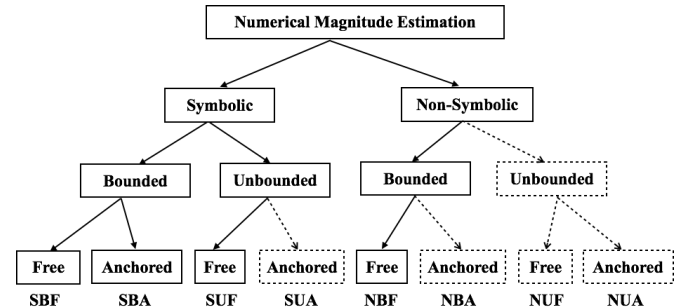 Numerical Magnitude Estimation
Symbolic Non-Symbolic
Bounded Unbounded Bounded Unbounded
Free Anchored Free Anchored Free Anchored Free Anchored
SBF SBA SUF SUA NBF NBA NUF NUA